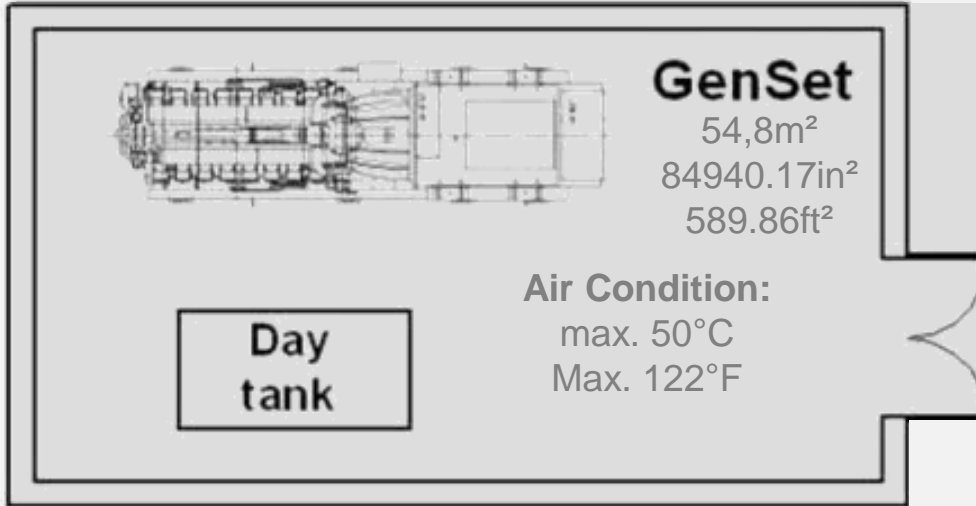 GenSet
54,8m²
84940.17in²
589.86ft²
Air Condition:
max. 50°C
Max. 122°F
Day
tank